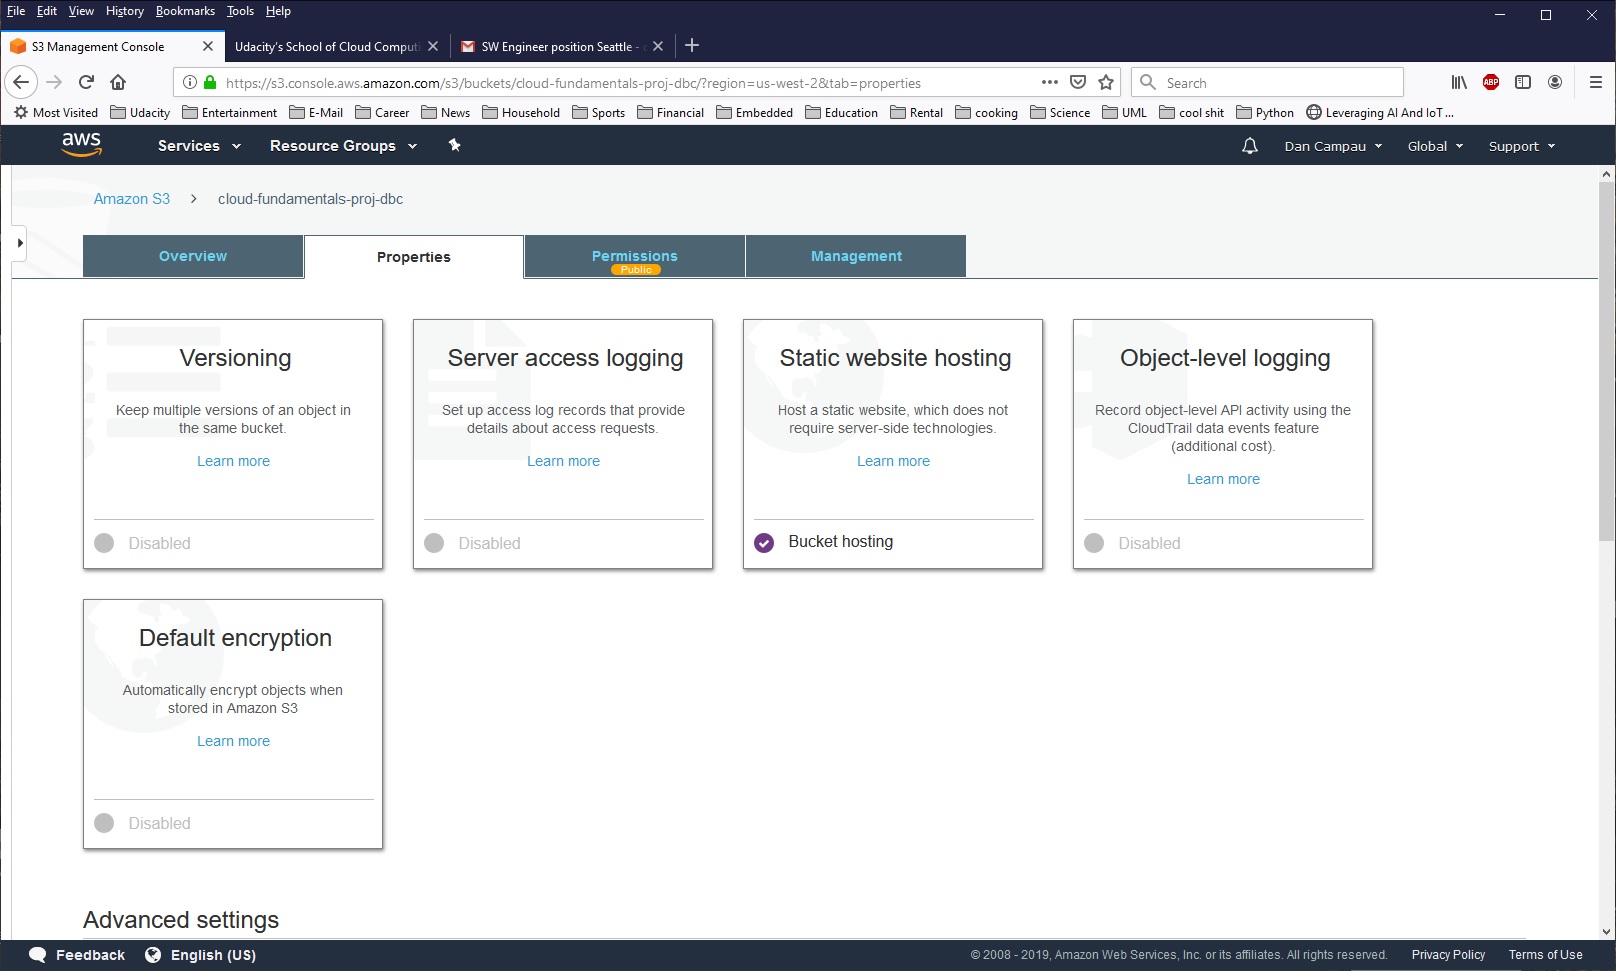 File Edit View History Bookmarks Tools Help
S3 Management Console
Udacity's School of Cloud Computi
SW Engineer position Seattle -
https://s3.console.aws.amazon.com/s3/buckets/cloud-fundamentals-proj-dbc/?region=us-west-2&tab=properties
Search
ABP
Most Visited Udacity Entertainment E-Mail Career News Household Sports Financial Embedded Education Rental cooking Science UML cool shit Python Leveraging AI And IoT ...
aws Services Resource Groups Dan Campau Global Support
Amazon S3 > cloud-fundamentals-proj-dbc
Overview Properties Permissions Management
Public
Versioning
Keep multiple versions of an object in
the same bucket.
Learn more
Disabled
Server access logging
Set up access log records that provide
details about access requests.
Learn more
Disabled
Static website hosting
Host a static website, which does not
require server-side technologies.
Learn more
Bucket hosting
Object-level logging
Record object-level API activity using the
CloudTrail data events feature
(additional cost).
Learn more
Disabled
Default encryption
Automatically encrypt objects when
stored in Amazon S3
Learn more
Disabled
Advanced settings
Feedback English (US) © 2008 - 2019, Amazon Web Services, Inc. or its affiliates. All rights reserved. Privacy Policy Terms of Use